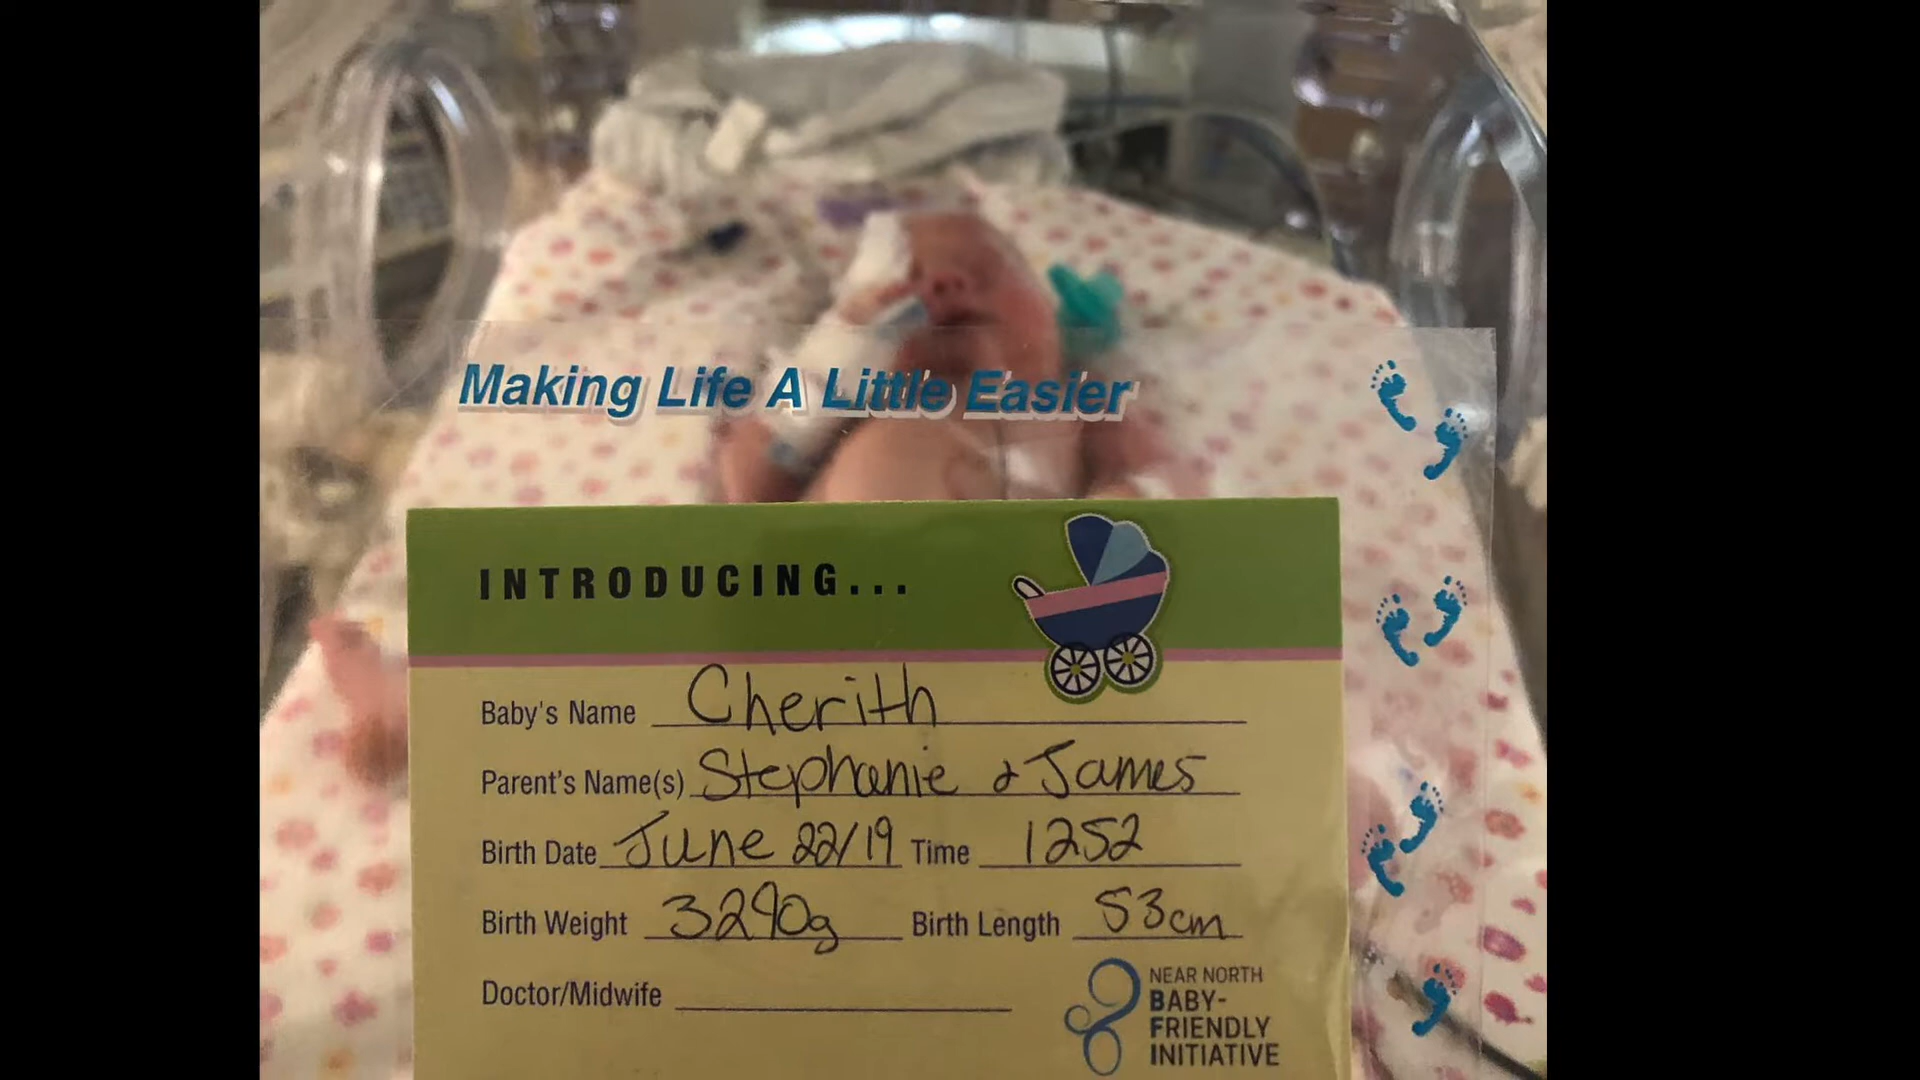 Making Life A Little Easier
INTRODUCING...
Baby's Name Cherith
Parent's Name(s) Stephanie & James
Birth Date June 22/19 Time 1252
Birth Weight 3290g Birth Length 53cm
Doctor/Midwife
NEAR NORTH
BABY-
FRIENDLY
INITIATIVE